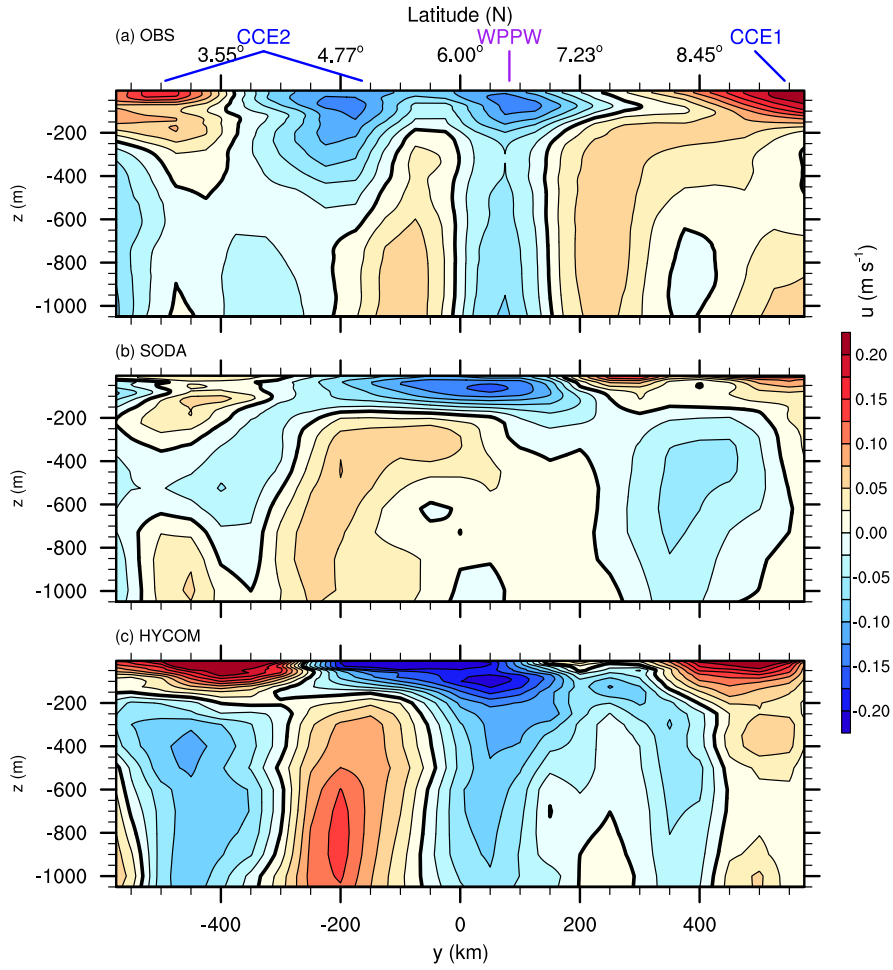 Latitude (N)
(a) OBS CCE2 WPPW CCE1
3.55° 4.77° 6.00° 7.23° 8.45°
-200
-400
-600
-800
-1000
z (m)
(b) SODA
-200
-400
-600
-800
-1000
z (m)
(c) HYCOM
-200
-400
-600
-800
-1000
z (m)
-400 -200 0 200 400
y (km)
u (m s⁻¹)
0.20
0.15
0.10
0.05
0.00
-0.05
-0.10
-0.15
-0.20